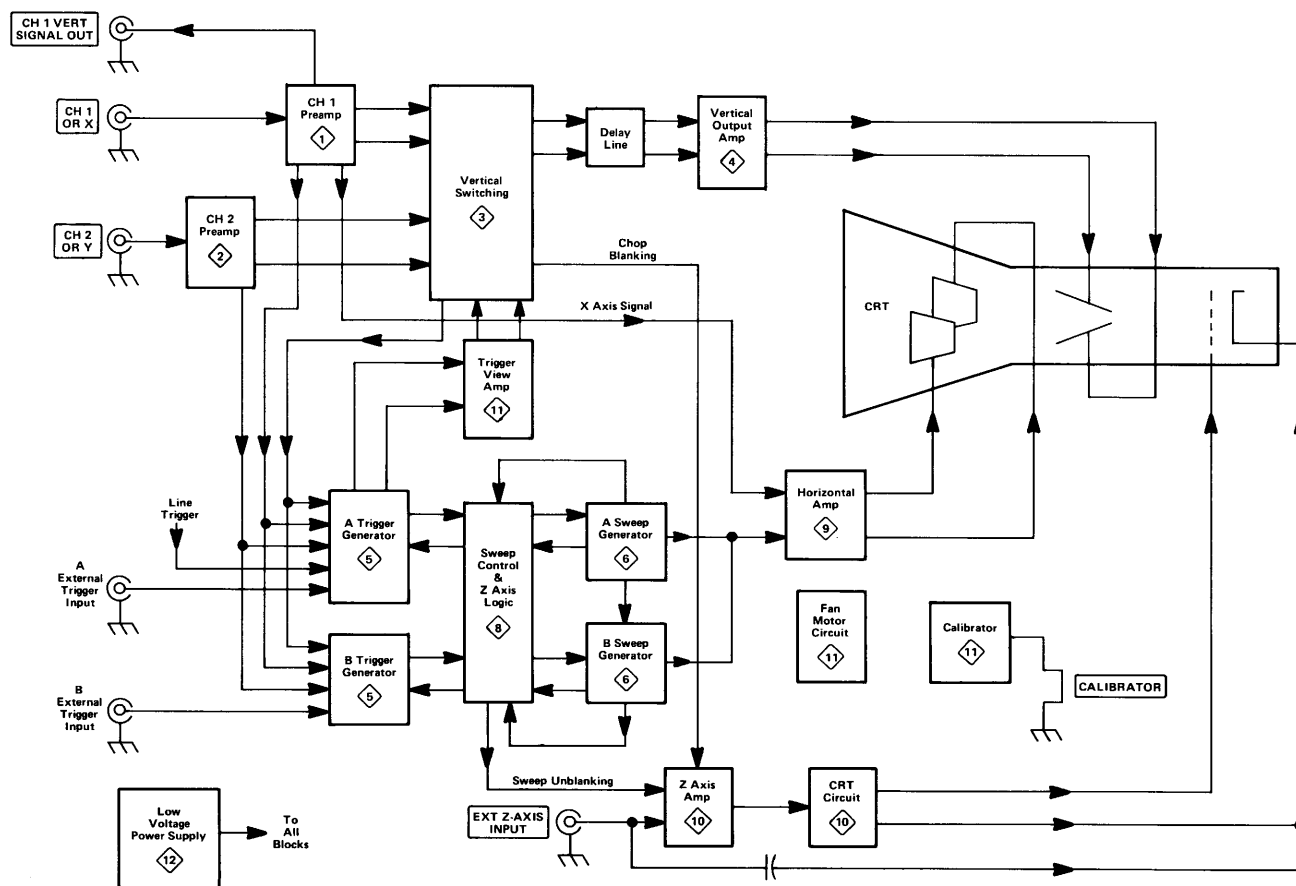 CH 1 VERT
SIGNAL OUT
CH 1
OR X
CH 1
Preamp
1
CH 2
OR Y
CH 2
Preamp
2
Vertical
Switching
3
Delay
Line
Vertical
Output
Amp
4
Chop
Blanking
X Axis Signal
CRT
Trigger
View
Amp
11
Line
Trigger
A
External
Trigger
Input
A Trigger
Generator
5
Sweep
Control
&
Z Axis
Logic
8
A Sweep
Generator
6
Horizontal
Amp
9
B
External
Trigger
Input
B Trigger
Generator
5
B Sweep
Generator
6
Fan
Motor
Circuit
11
Calibrator
11
CALIBRATOR
Sweep Unblanking
EXT Z-AXIS
INPUT
Z Axis
Amp
10
CRT
Circuit
10
Low
Voltage
Power Supply
12
To
All
Blocks